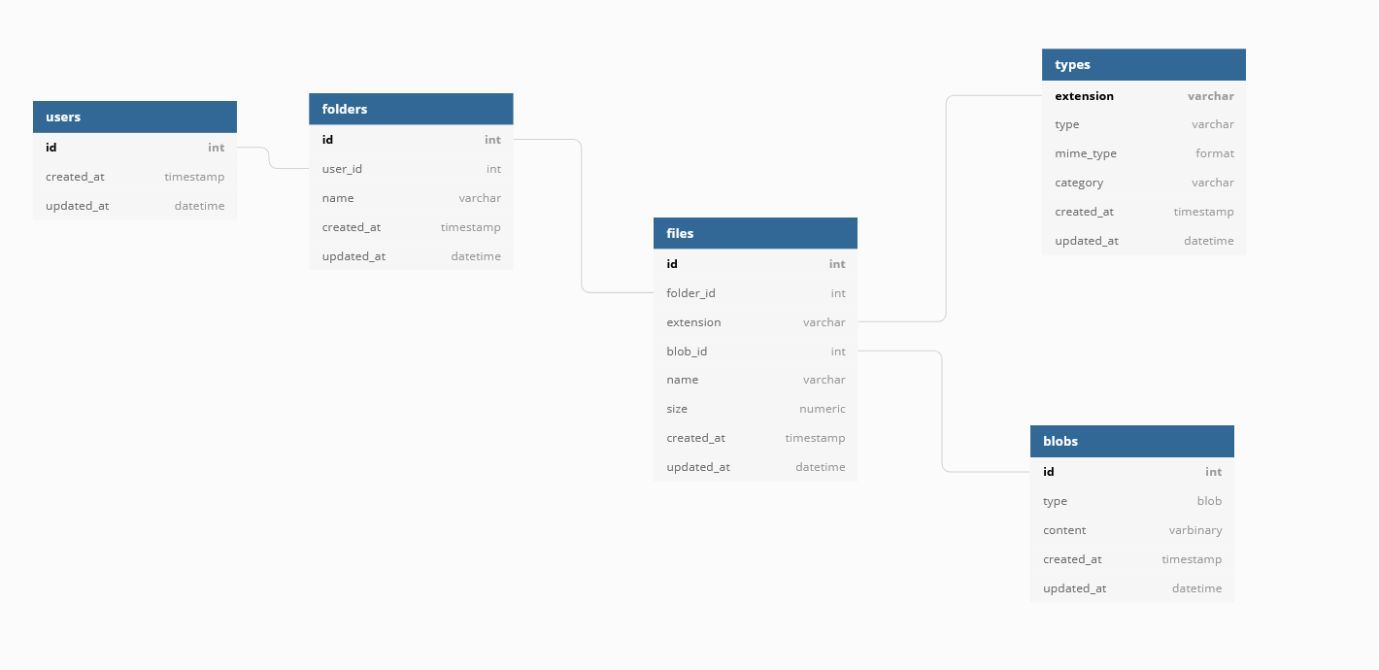 users
id int
created_at timestamp
updated_at datetime
folders
id int
user_id int
name varchar
created_at timestamp
updated_at datetime
files
id int
folder_id int
extension varchar
blob_id int
name varchar
size numeric
created_at timestamp
updated_at datetime
types
extension varchar
type varchar
mime_type format
category varchar
created_at timestamp
updated_at datetime
blobs
id int
type blob
content varbinary
created_at timestamp
updated_at datetime